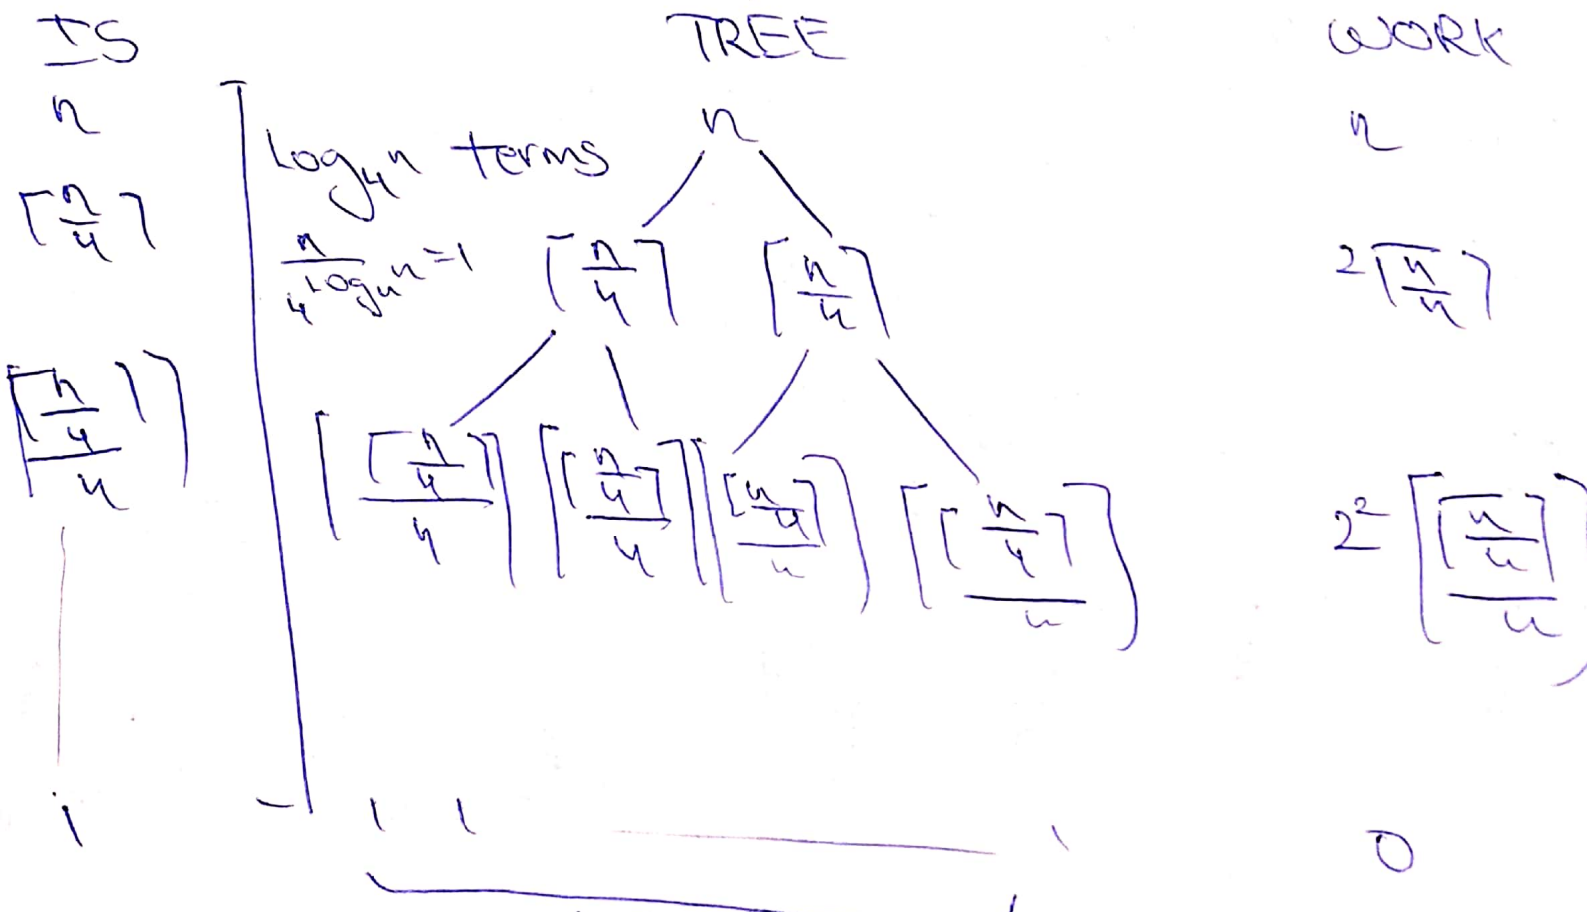 IS TREE WORK
n n n
log₄n terms
⌈n/4⌉ n/4^(log₄n) = 1 ⌈n/4⌉ ⌈n/4⌉ 2⌈n/4⌉
⌈⌈n/4⌉/4⌉ ⌈⌈n/4⌉/4⌉ ⌈⌈n/4⌉/4⌉ ⌈⌈n/4⌉/4⌉ ⌈⌈n/4⌉/4⌉ 2²⌈⌈n/4⌉/4⌉
1 1 1 1 0